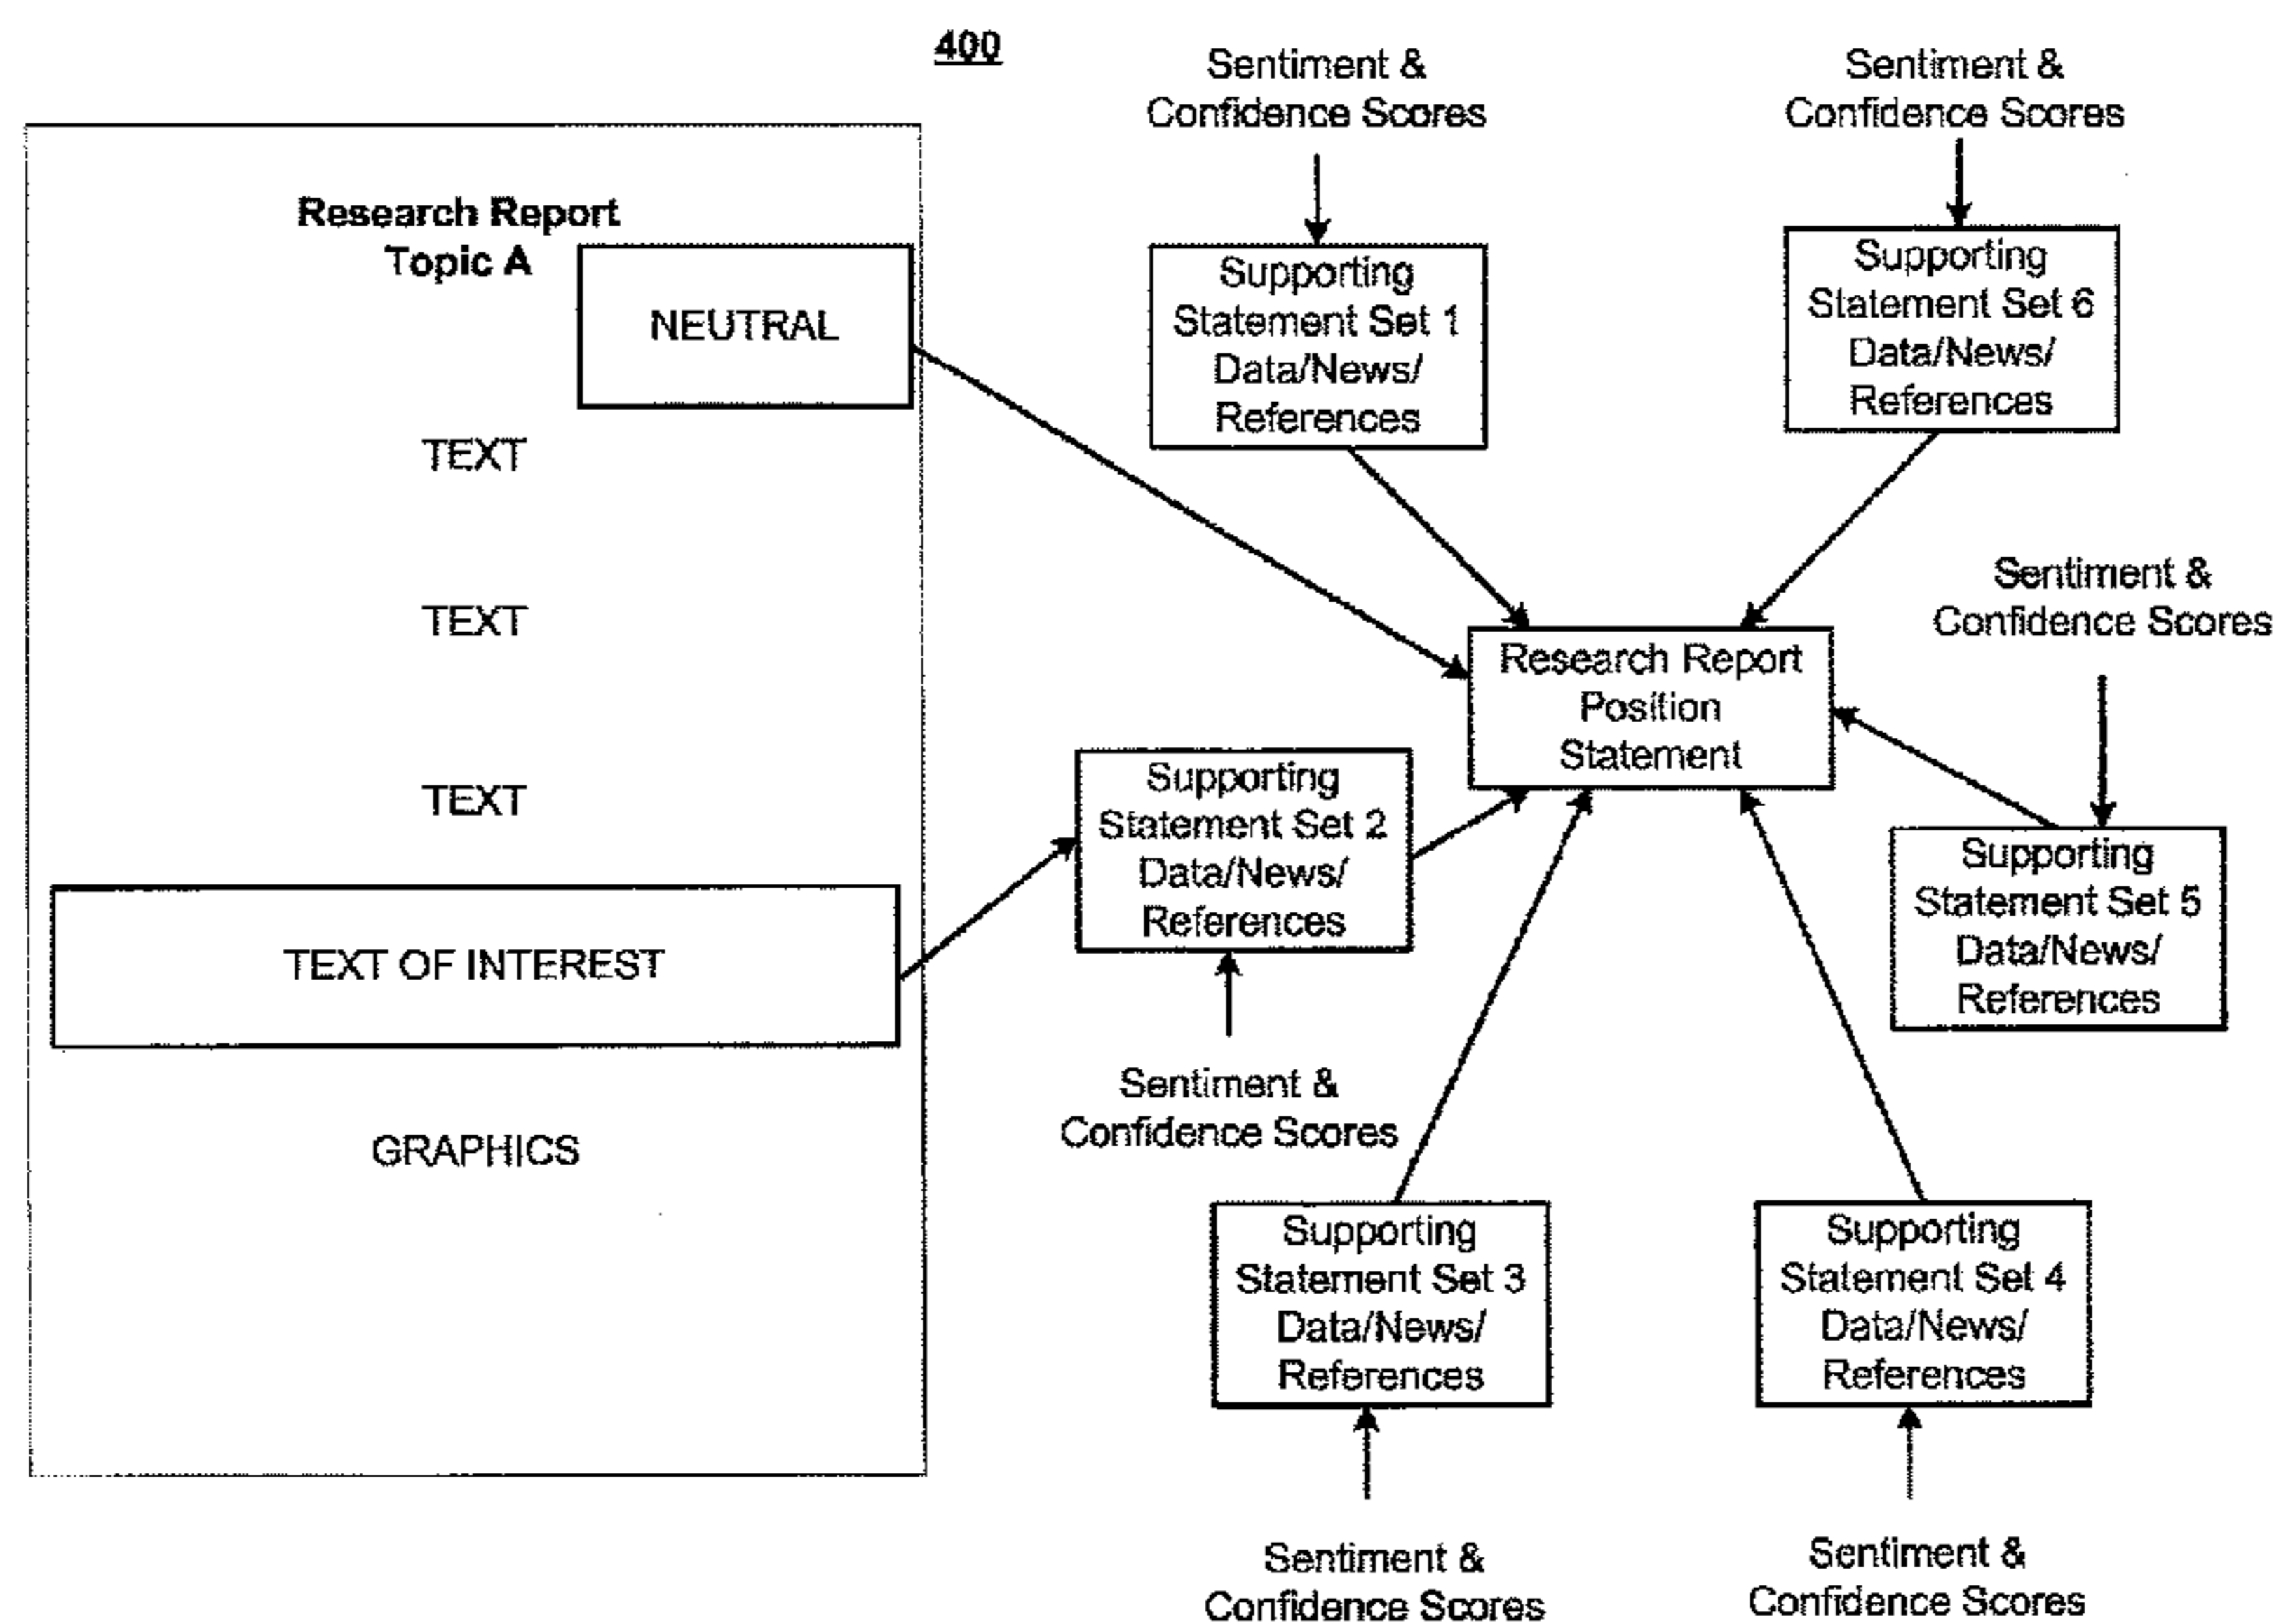 400
Research Report
Topic A
NEUTRAL
TEXT
TEXT
TEXT
TEXT OF INTEREST
GRAPHICS
Sentiment &
Confidence Scores
Supporting
Statement Set 1
Data/News/
References
Sentiment &
Confidence Scores
Supporting
Statement Set 6
Data/News/
References
Research Report
Position
Statement
Sentiment &
Confidence Scores
Supporting
Statement Set 5
Data/News/
References
Supporting
Statement Set 2
Data/News/
References
Sentiment &
Confidence Scores
Supporting
Statement Set 3
Data/News/
References
Sentiment &
Confidence Scores
Supporting
Statement Set 4
Data/News/
References
Sentiment &
Confidence Scores